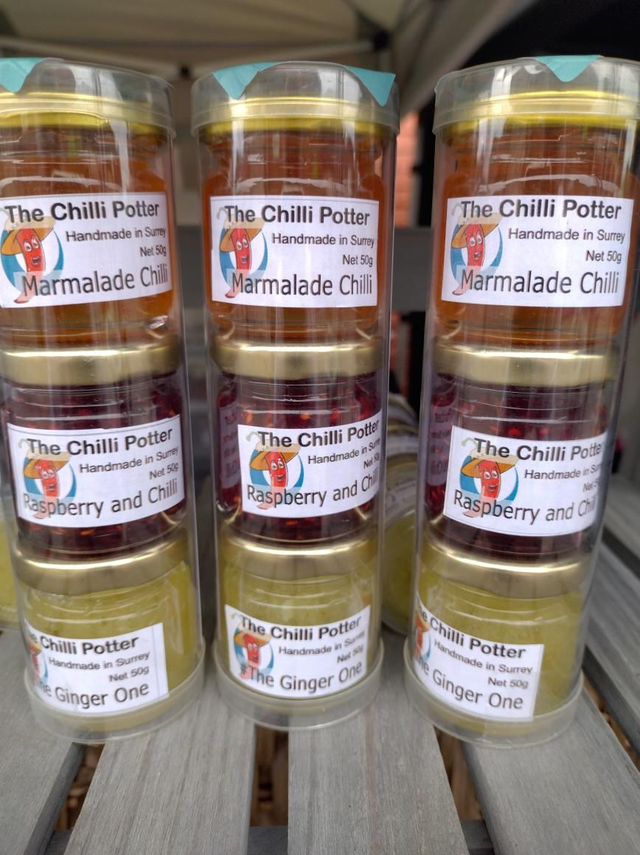 The Chilli Potter
Handmade in Surrey
Net 50g
Marmalade Chilli
The Chilli Potter
Handmade in Surrey
Net 50g
Marmalade Chilli
The Chilli Potter
Handmade in Surrey
Net 50g
Marmalade Chilli
The Chilli Potter
Handmade in Surrey
Net 50g
Raspberry and Chilli
The Chilli Potter
Handmade in Surrey
Net 50g
Raspberry and Chilli
The Chilli Potter
Handmade in Surrey
Raspberry and Chilli
The Chilli Potter
Handmade in Surrey
Net 50g
The Ginger One
The Chilli Potter
Handmade in Surrey
Net 50g
The Ginger One
Chilli Potter
Handmade in Surrey
Net 50g
Ginger One